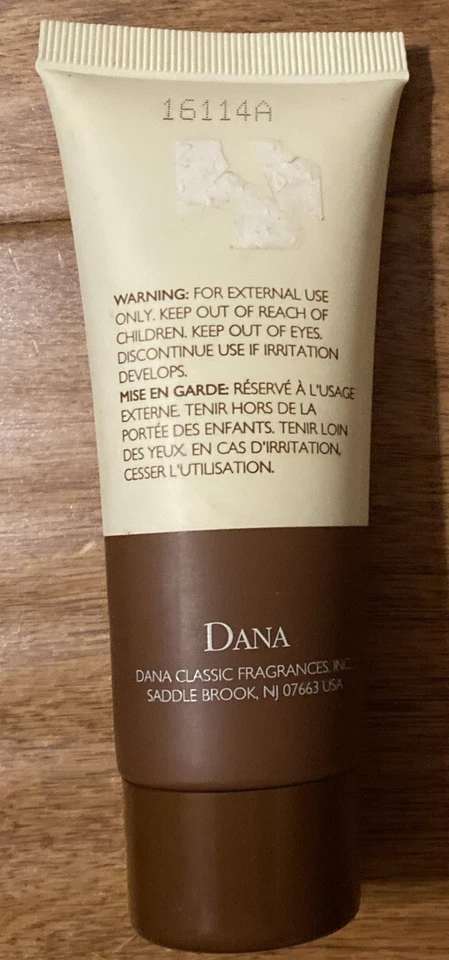 16114A
WARNING: FOR EXTERNAL USE
ONLY. KEEP OUT OF REACH OF
CHILDREN. KEEP OUT OF EYES.
DISCONTINUE USE IF IRRITATION
DEVELOPS.
MISE EN GARDE: RÉSERVÉ À L'USAGE
EXTERNE. TENIR HORS DE LA
PORTÉE DES ENFANTS. TENIR LOIN
DES YEUX. EN CAS D'IRRITATION,
CESSER L'UTILISATION.
DANA
DANA CLASSIC FRAGRANCES, INC.
SADDLE BROOK, NJ 07663 USA